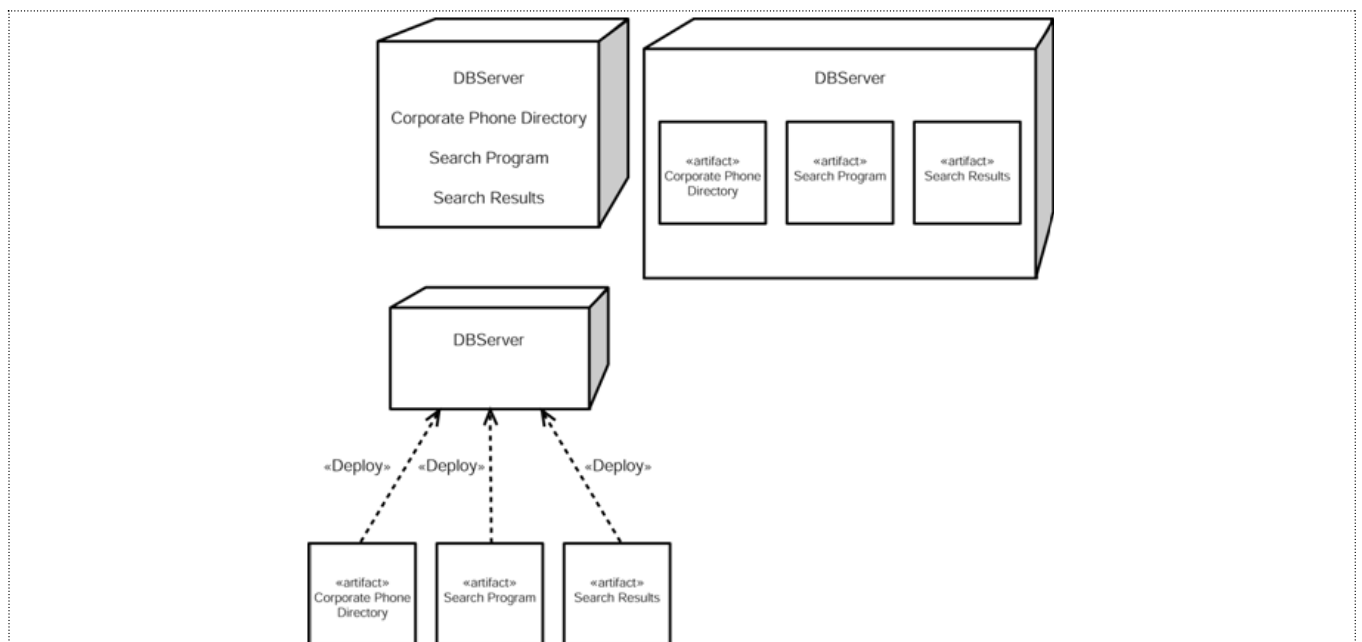 DBServer
Corporate Phone Directory
Search Program
Search Results
DBServer
«artifact»
Corporate Phone
Directory
«artifact»
Search Program
«artifact»
Search Results
DBServer
«Deploy»
«Deploy»
«Deploy»
«artifact»
Corporate Phone
Directory
«artifact»
Search Program
«artifact»
Search Results